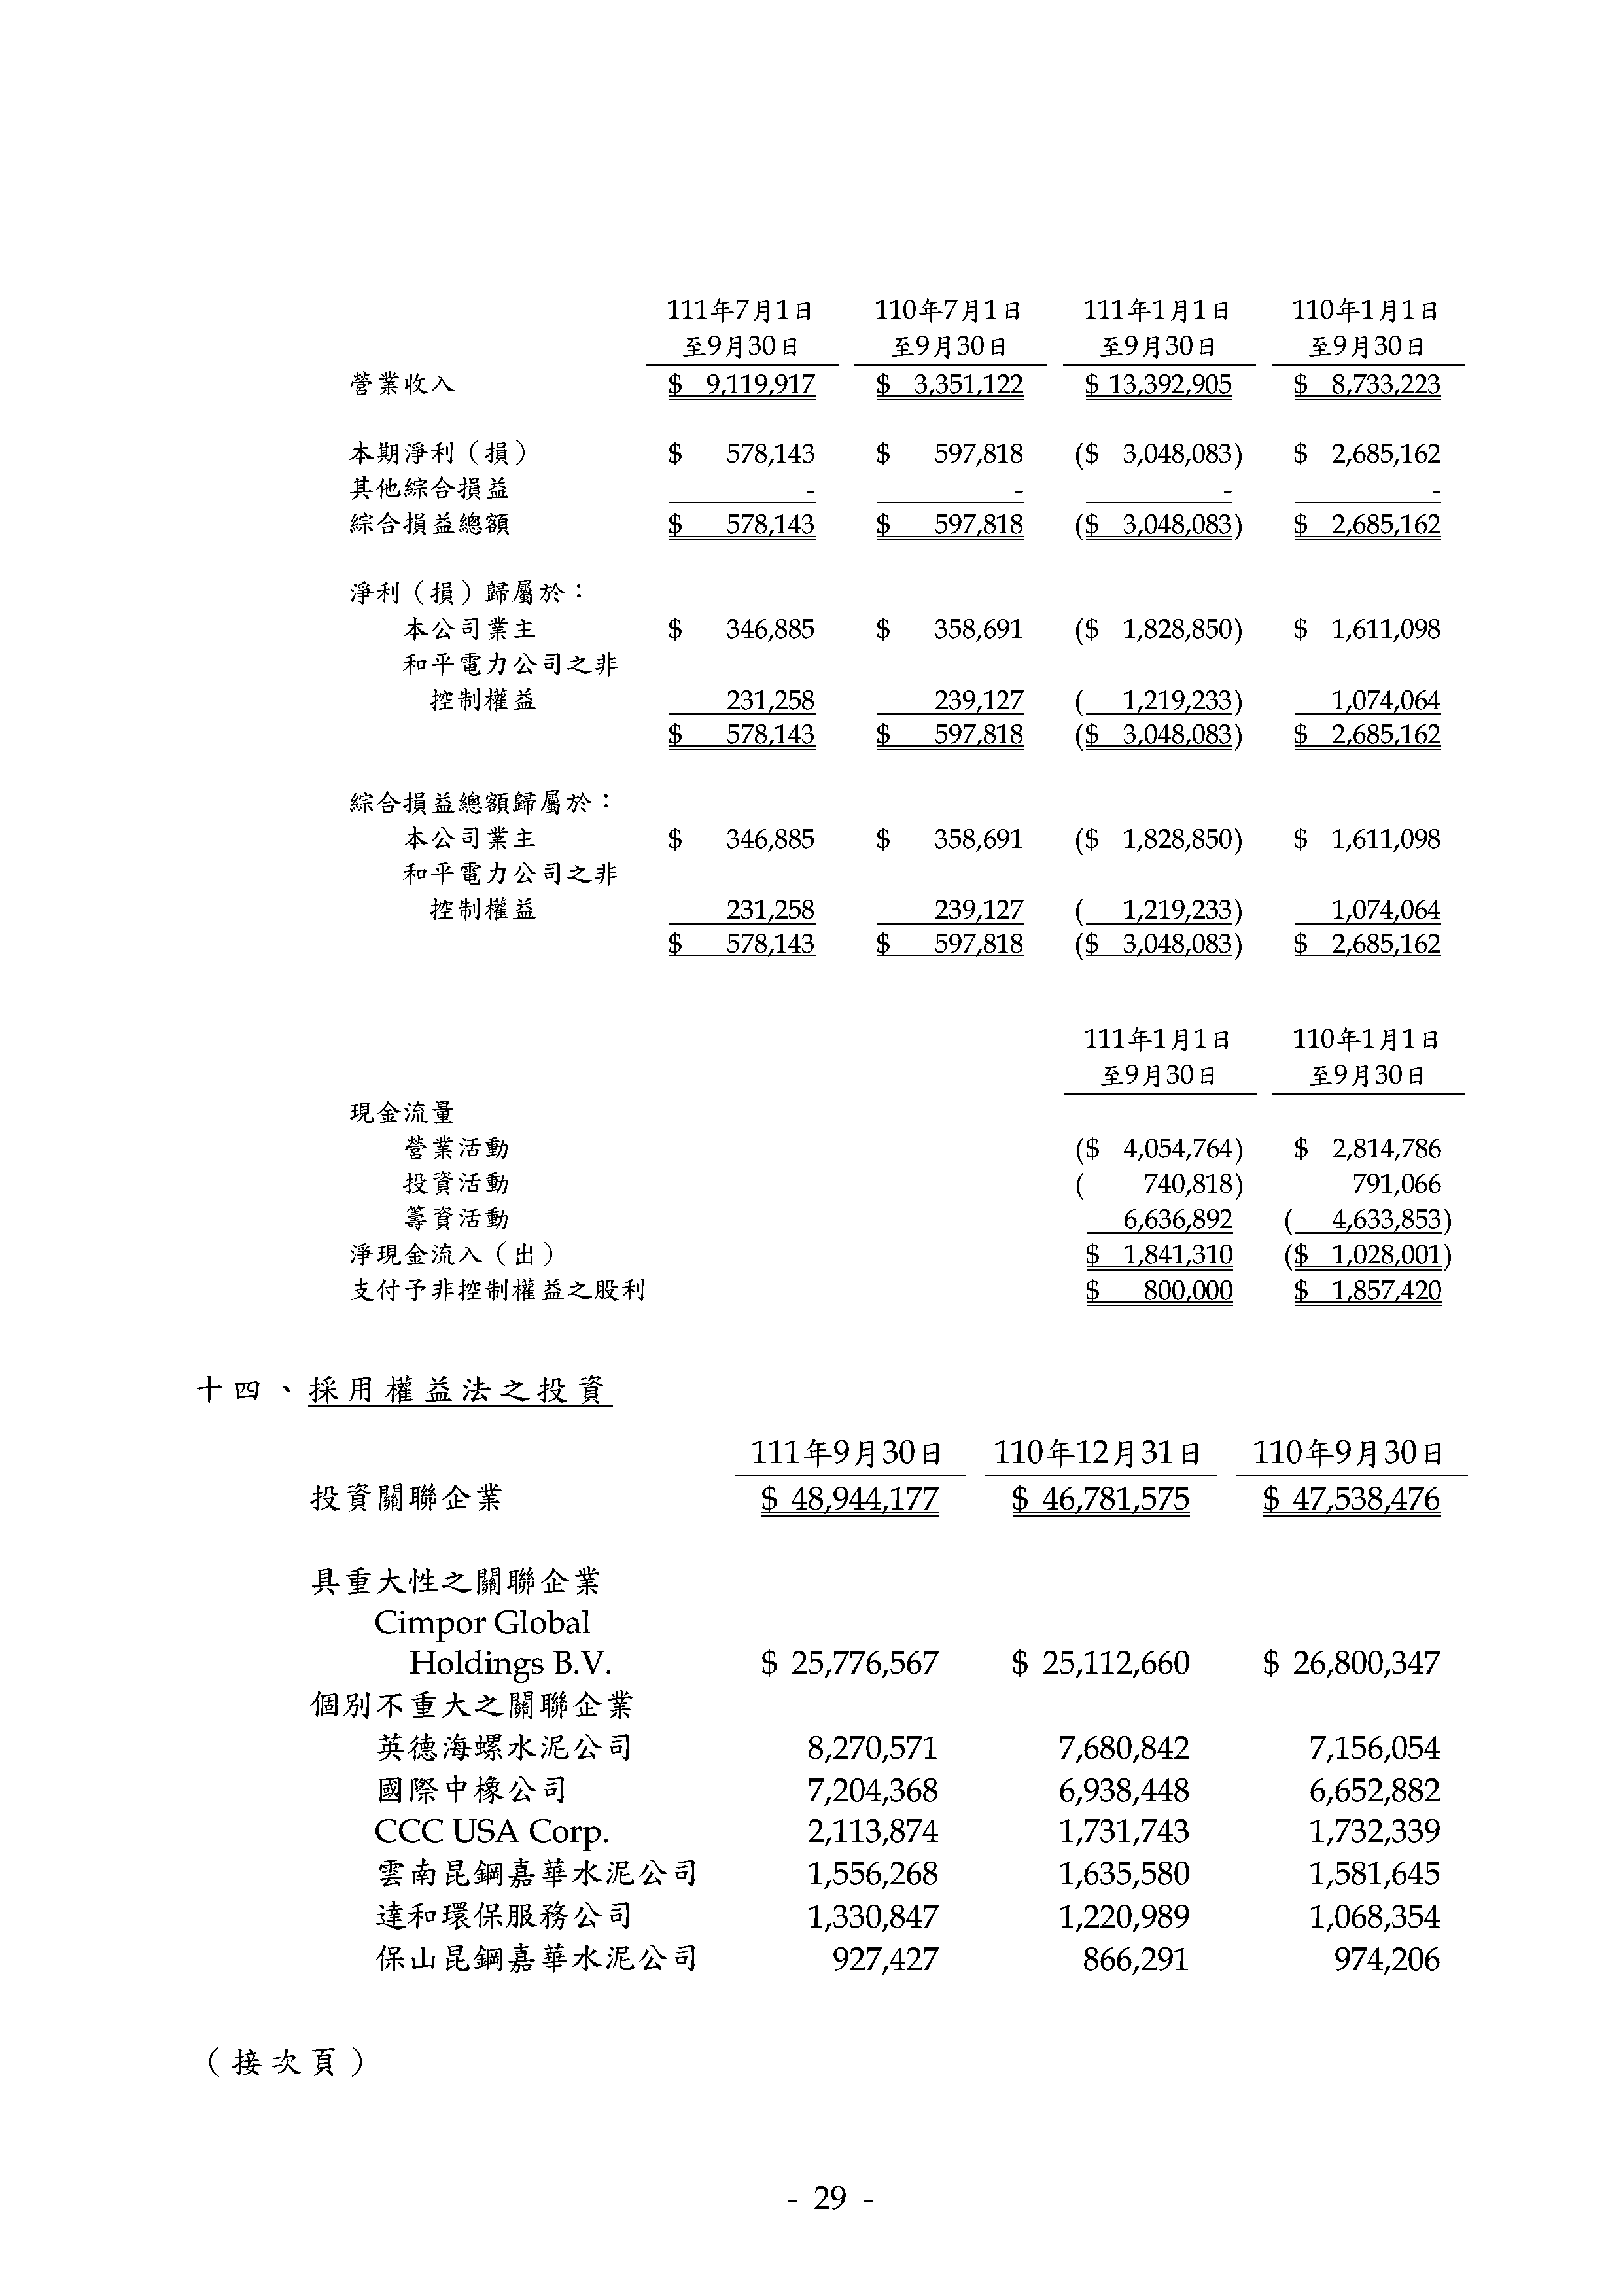 111年7月1日 110年7月1日 111年1月1日 110年1月1日
至9月30日 至9月30日 至9月30日 至9月30日
營業收入 $ 9,119,917 $ 3,351,122 $ 13,392,905 $ 8,733,223
本期淨利（損） $ 578,143 $ 597,818 ($ 3,048,083) $ 2,685,162
其他綜合損益 - - - -
綜合損益總額 $ 578,143 $ 597,818 ($ 3,048,083) $ 2,685,162
淨利（損）歸屬於：
本公司業主 $ 346,885 $ 358,691 ($ 1,828,850) $ 1,611,098
和平電力公司之非
控制權益 231,258 239,127 ( 1,219,233) 1,074,064
$ 578,143 $ 597,818 ($ 3,048,083) $ 2,685,162
綜合損益總額歸屬於：
本公司業主 $ 346,885 $ 358,691 ($ 1,828,850) $ 1,611,098
和平電力公司之非
控制權益 231,258 239,127 ( 1,219,233) 1,074,064
$ 578,143 $ 597,818 ($ 3,048,083) $ 2,685,162
111年1月1日 110年1月1日
至9月30日 至9月30日
現金流量
營業活動 ($ 4,054,764) $ 2,814,786
投資活動 ( 740,818) 791,066
籌資活動 6,636,892 ( 4,633,853)
淨現金流入（出） $ 1,841,310 ($ 1,028,001)
支付予非控制權益之股利 $ 800,000 $ 1,857,420
十四、採用權益法之投資
111年9月30日 110年12月31日 110年9月30日
投資關聯企業 $ 48,944,177 $ 46,781,575 $ 47,538,476
具重大性之關聯企業
Cimpor Global
Holdings B.V. $ 25,776,567 $ 25,112,660 $ 26,800,347
個別不重大之關聯企業
英德海螺水泥公司 8,270,571 7,680,842 7,156,054
國際中橡公司 7,204,368 6,938,448 6,652,882
CCC USA Corp. 2,113,874 1,731,743 1,732,339
雲南昆鋼嘉華水泥公司 1,556,268 1,635,580 1,581,645
達和環保服務公司 1,330,847 1,220,989 1,068,354
保山昆鋼嘉華水泥公司 927,427 866,291 974,206
（接次頁）
- 29 -